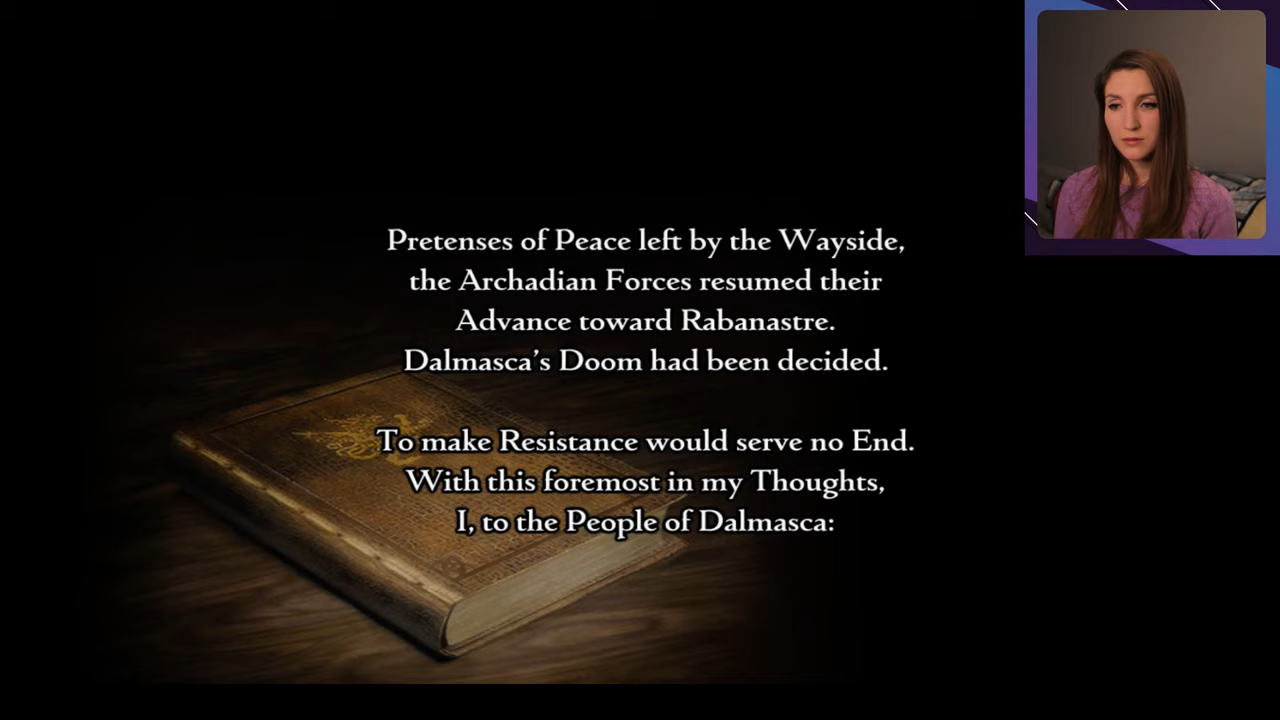 Pretenses of Peace left by the Wayside,
the Archadian Forces resumed their
Advance toward Rabanastre.
Dalmasca's Doom had been decided.
To make Resistance would serve no End.
With this foremost in my Thoughts,
I, to the People of Dalmasca: